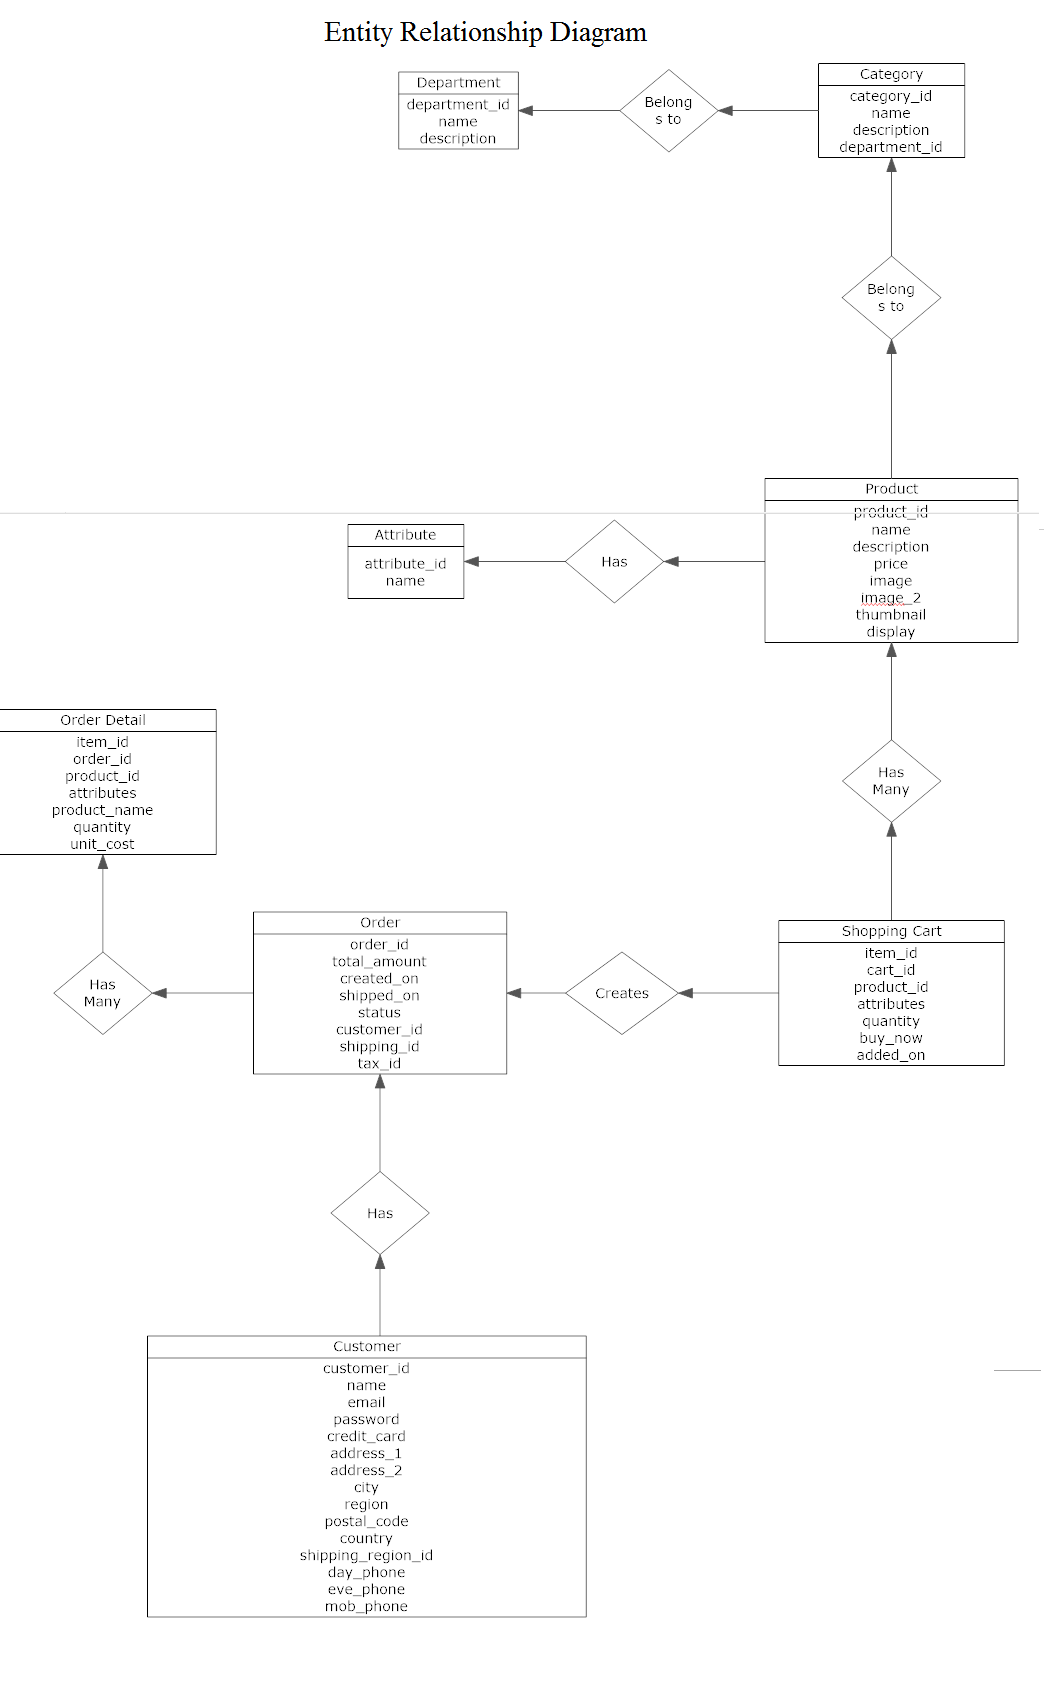 Entity Relationship Diagram
Department
department_id
name
description
Belong
s to
Category
category_id
name
description
department_id
Belong
s to
Product
product_id
name
description
price
image
image_2
thumbnail
display
Has
Attribute
attribute_id
name
Has
Many
Order Detail
item_id
order_id
product_id
attributes
product_name
quantity
unit_cost
Has
Many
Order
order_id
total_amount
created_on
shipped_on
status
customer_id
shipping_id
tax_id
Creates
Shopping Cart
item_id
cart_id
product_id
attributes
quantity
buy_now
added_on
Has
Customer
customer_id
name
email
password
credit_card
address_1
address_2
city
region
postal_code
country
shipping_region_id
day_phone
eve_phone
mob_phone